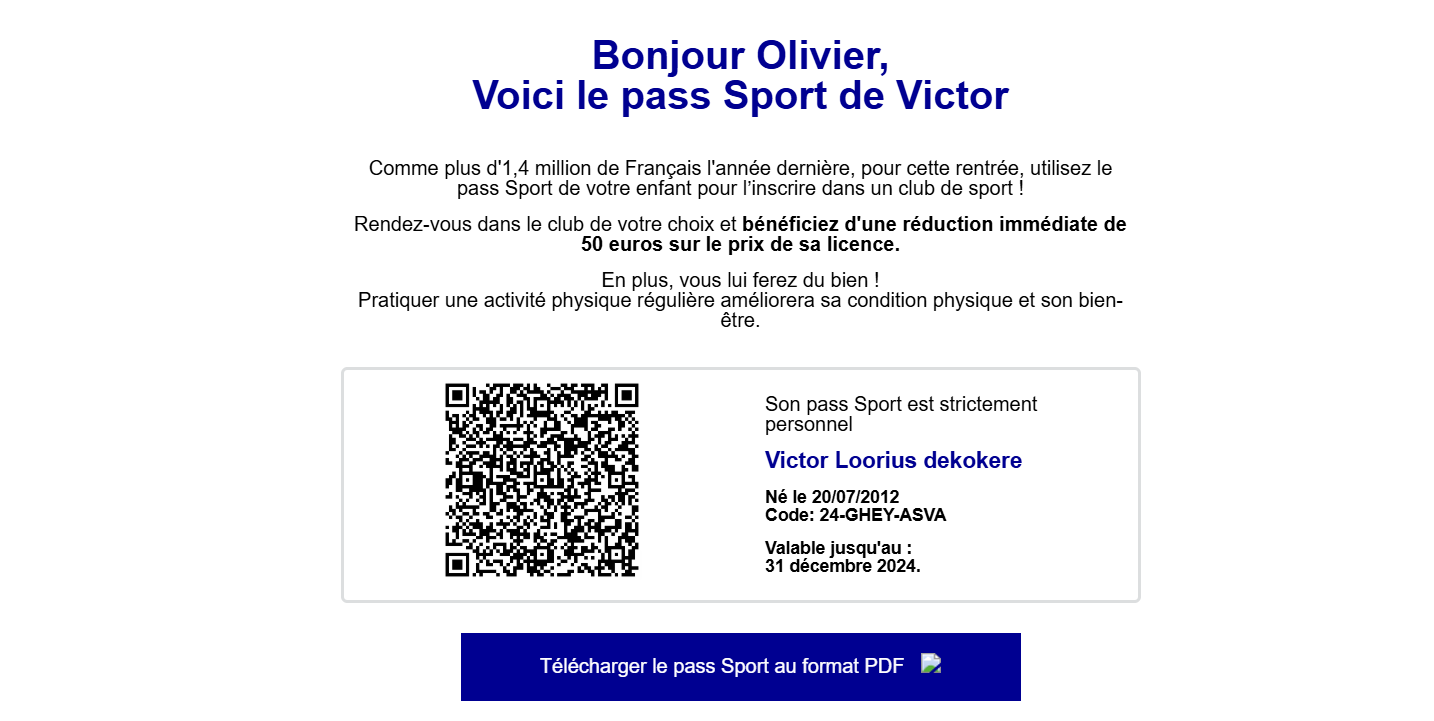 Bonjour Olivier,
Voici le pass Sport de Victor
Comme plus d'1,4 million de Français l'année dernière, pour cette rentrée, utilisez le
pass Sport de votre enfant pour l’inscrire dans un club de sport !
Rendez-vous dans le club de votre choix et bénéficiez d'une réduction immédiate de
50 euros sur le prix de sa licence.
En plus, vous lui ferez du bien !
Pratiquer une activité physique régulière améliorera sa condition physique et son bien-
être.
Son pass Sport est strictement
personnel
Victor Loorius dekokere
Né le 20/07/2012
Code: 24-GHEY-ASVA
Valable jusqu'au :
31 décembre 2024.
Télécharger le pass Sport au format PDF